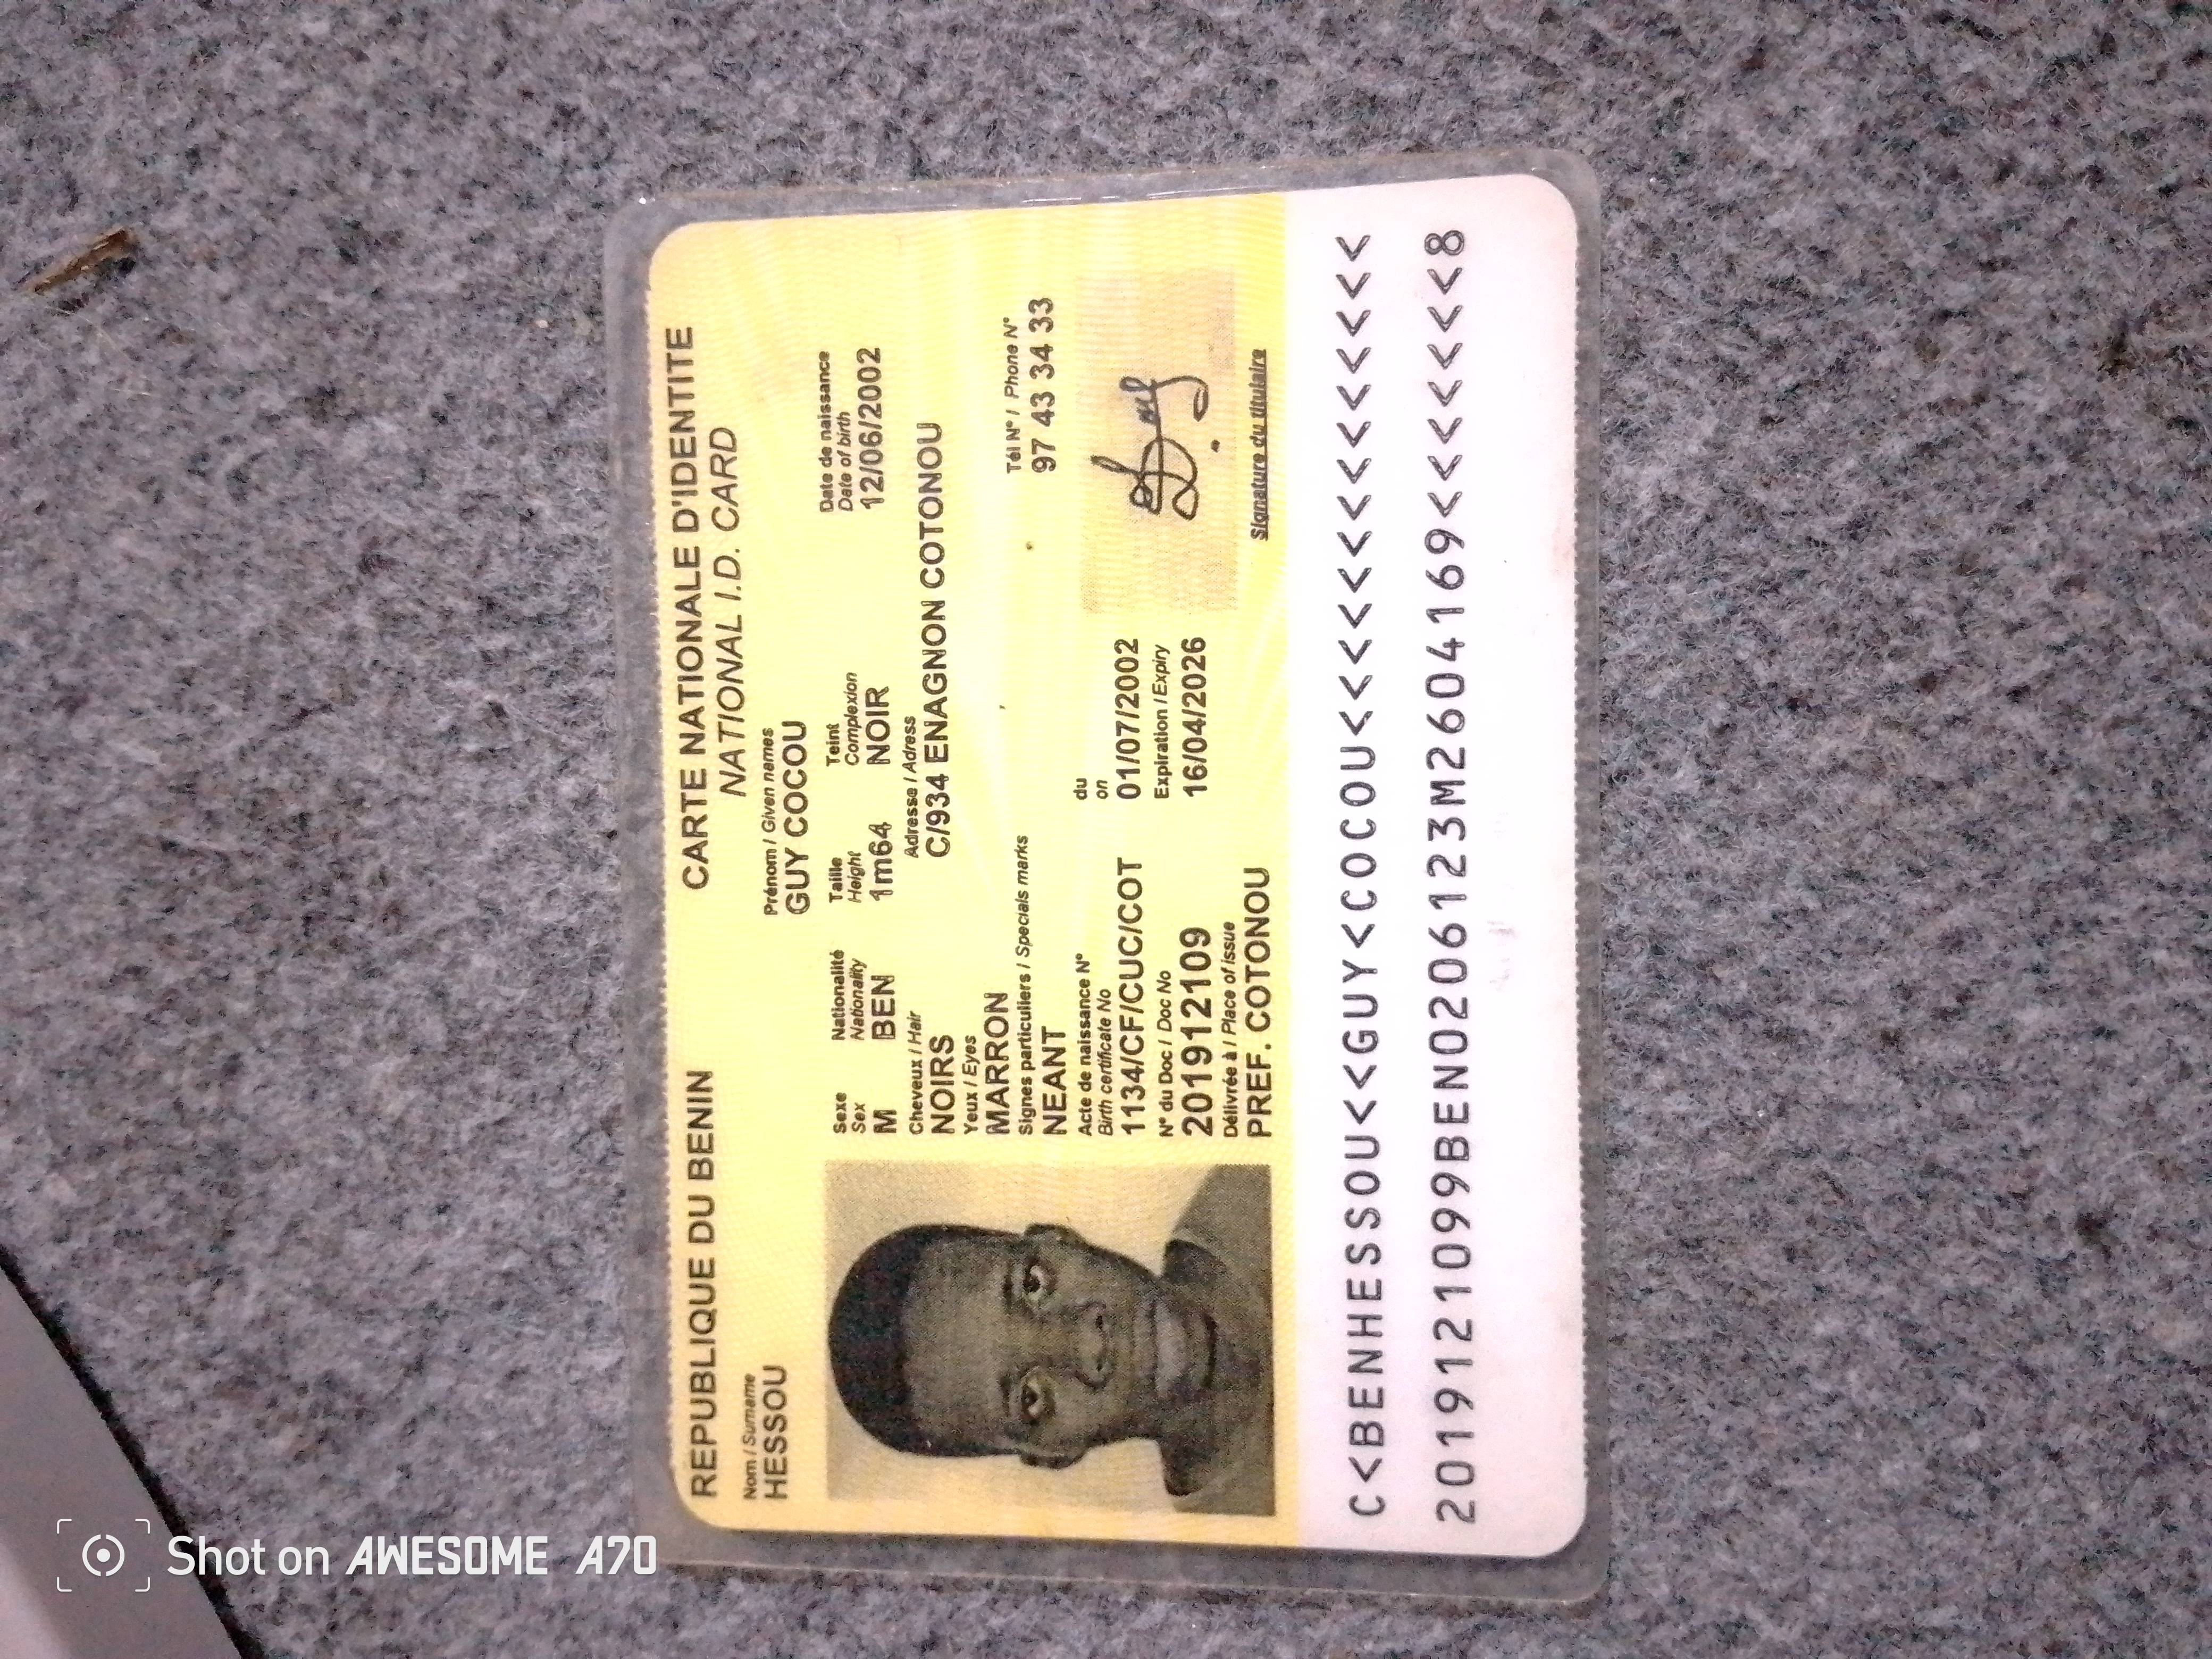 REPUBLIQUE DU BENIN
CARTE NATIONALE D'IDENTITE
NATIONAL I.D. CARD
Nom / Surname
HESSOU
Prénom / Given names
GUY COCOU
Sexe
Sex
M
Nationalité
Nationality
BEN
Taille
Height
1m64
Teint
Complexion
NOIR
Date de naissance
Date of birth
12/06/2002
Cheveux / Hair
NOIRS
Adresse / Adress
C/934 ENAGNON COTONOU
Yeux / Eyes
MARRON
Signes particuliers / Specials marks
NEANT
Tél N° / Phone N°
97 43 34 33
Acte de naissance N°
Birth certificate No
1134/CF/CUC/COT
du
on
01/07/2002
N° du Doc / Doc No
201912109
Expiration / Expiry
16/04/2026
Délivrée à / Place of issue
PREF. COTONOU
Signature du titulaire
C<BENHESSOU<<GUY<COCOU<<<<<<<<<<<<<<
2019121099BEN0206123M2604169<<<<<<<8
Shot on AWESOME A70